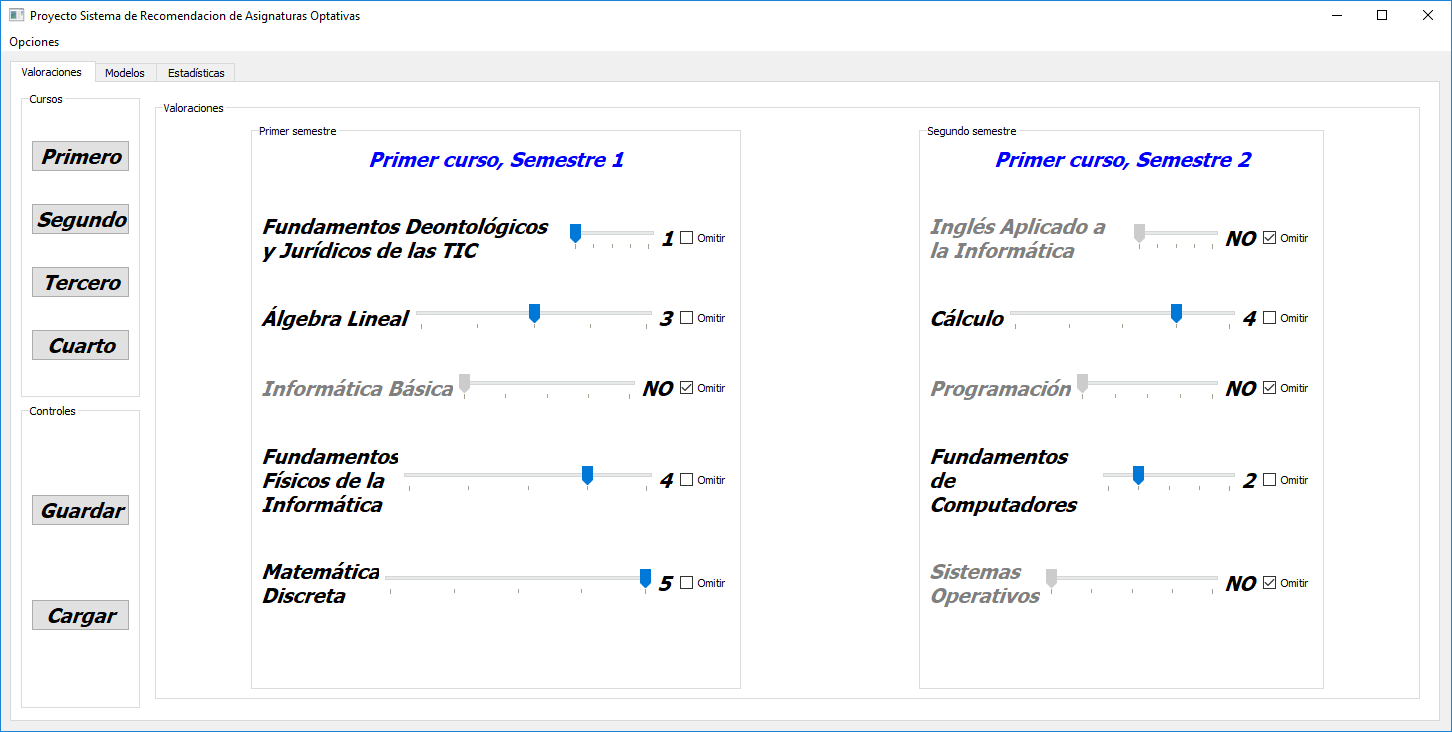 Proyecto Sistema de Recomendacion de Asignaturas Optativas
Opciones
Valoraciones
Modelos
Estadísticas
Cursos
Primero
Segundo
Tercero
Cuarto
Controles
Guardar
Cargar
Valoraciones
Primer semestre
Primer curso, Semestre 1
Fundamentos Deontológicos
y Jurídicos de las TIC
1
Omitir
Álgebra Lineal
3
Omitir
Informática Básica
NO
Omitir
Fundamentos
Físicos de la
Informática
4
Omitir
Matemática
Discreta
5
Omitir
Segundo semestre
Primer curso, Semestre 2
Inglés Aplicado a
la Informática
NO
Omitir
Cálculo
4
Omitir
Programación
NO
Omitir
Fundamentos
de
Computadores
2
Omitir
Sistemas
Operativos
NO
Omitir